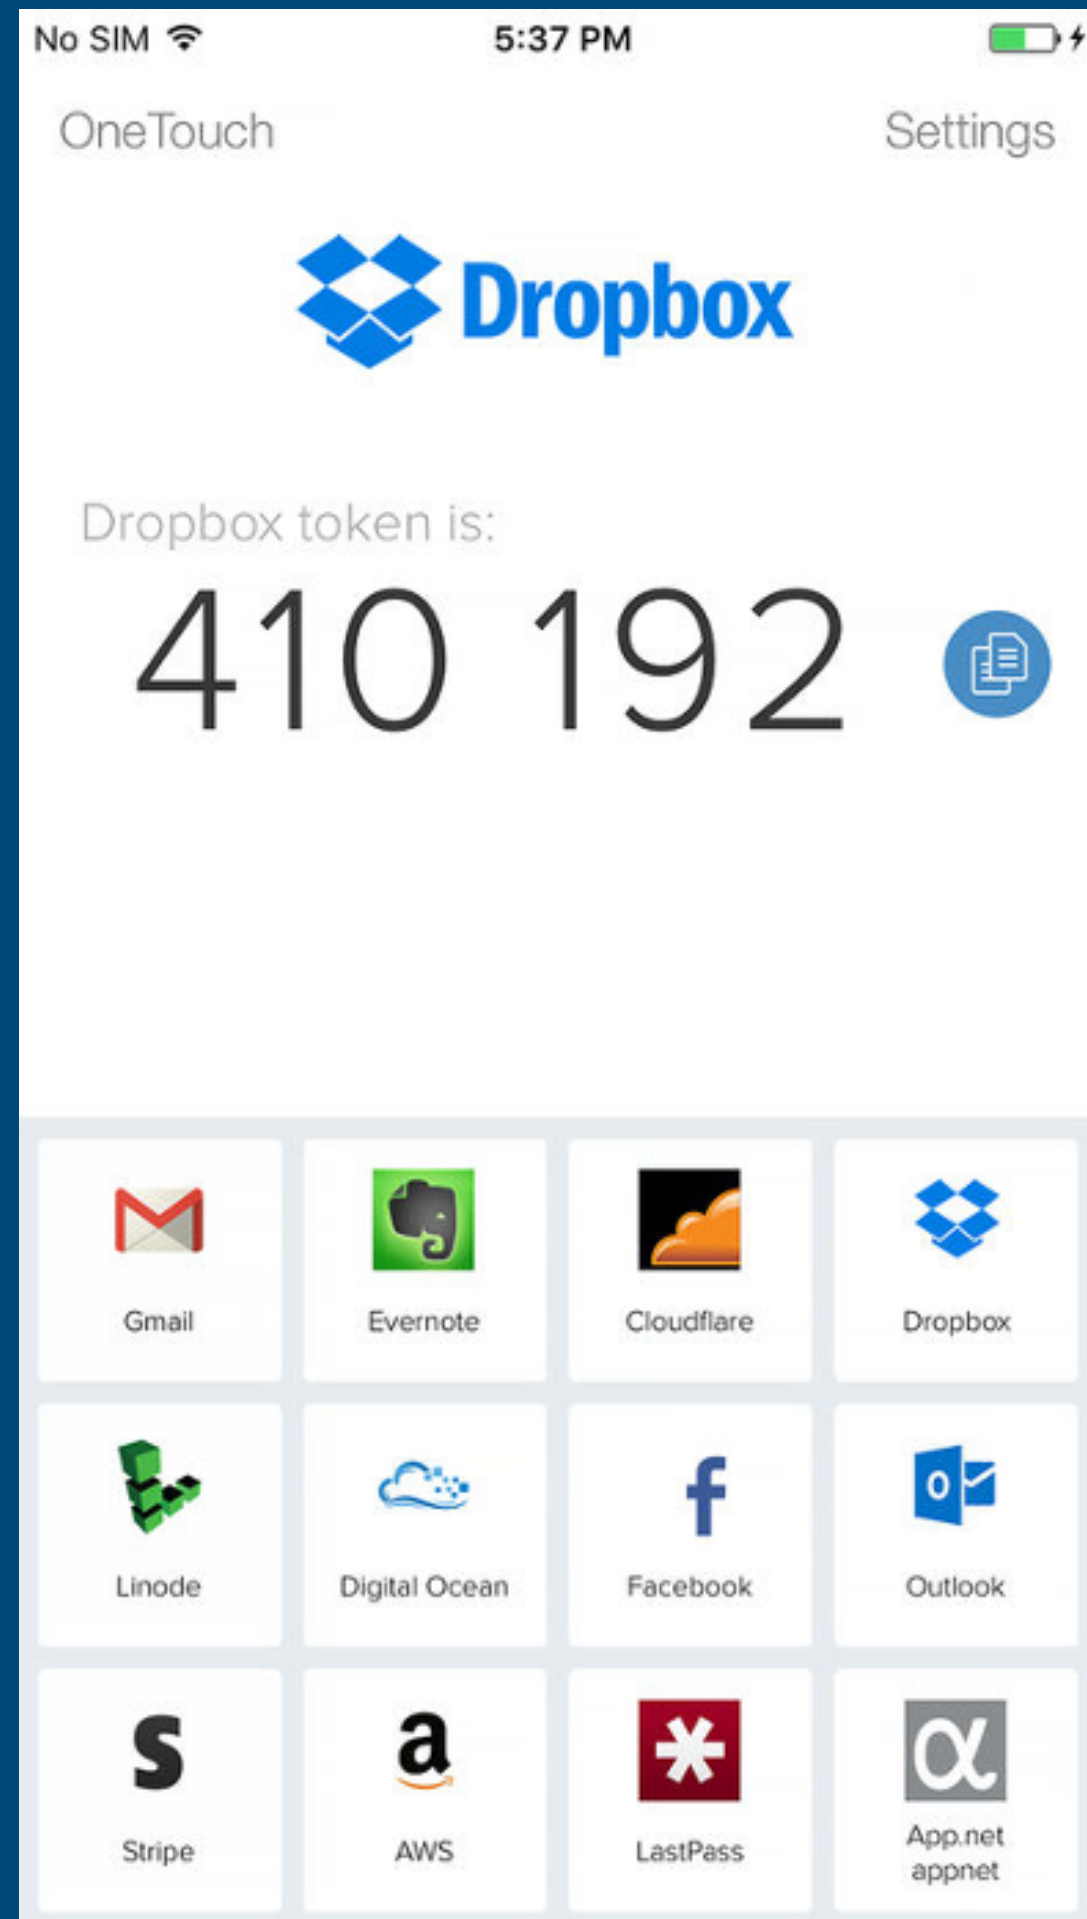 No SIM 5:37 PM
OneTouch Settings
Dropbox
Dropbox token is:
410 192
Gmail Evernote Cloudflare Dropbox
Linode Digital Ocean Facebook Outlook
Stripe AWS LastPass App.net
appnet